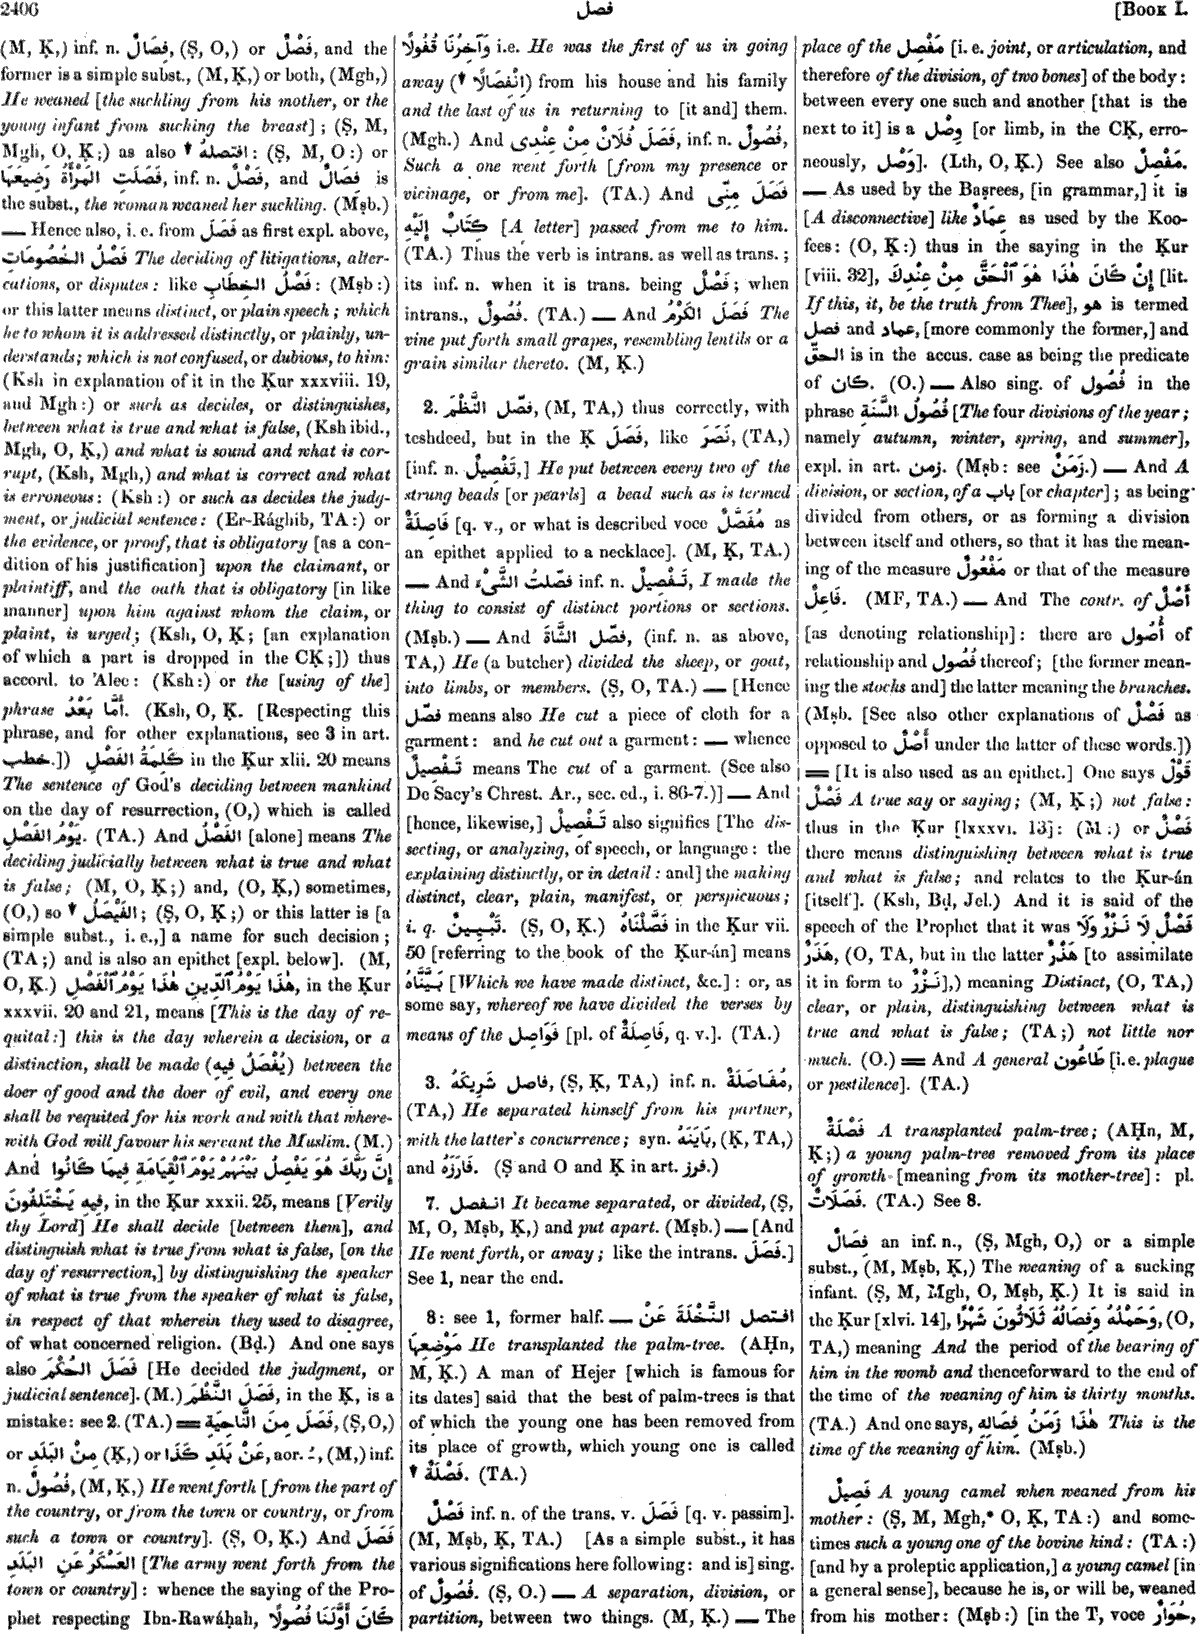 2406
فصل
[Book I.
(M, Ḳ,) inf. n. فِصَالٌ, (Ṣ, O,) or فَصْلٌ, and the
former is a simple subst., (M, Ḳ,) or both, (Mgh,)
He weaned [the suckling from his mother, or the
young infant from sucking the breast]; (Ṣ, M,
Mgh, O, Ḳ;) as also ↓ افتصلهُ: (Ṣ, M, O:) or
فَصَلَتِ المَرْأَةُ رَضِيعَهَا, inf. n. فَصْلٌ, and فِصَالٌ is
the subst., the woman weaned her suckling. (Mṣb.)
— Hence also, i. e. from فَصَلَ as first expl. above,
فَصْلُ الخُصُومَاتِ The deciding of litigations, alter-
cations, or disputes: like فَصْلُ الخِطَابِ: (Mṣb:)
or this latter means distinct, or plain speech; which
he to whom it is addressed distinctly, or plainly, un-
derstands; which is not confused, or dubious, to him:
(Ksh in explanation of it in the Ḳur xxxviii. 19,
and Mgh:) or such as decides, or distinguishes,
between what is true and what is false, (Ksh ibid.,
Mgh, O, Ḳ,) and what is sound and what is cor-
rupt, (Ksh, Mgh,) and what is correct and what
is erroneous: (Ksh:) or such as decides the judg-
ment, or judicial sentence: (Er-Rághib, TA:) or
the evidence, or proof, that is obligatory [as a con-
dition of his justification] upon the claimant, or
plaintiff, and the oath that is obligatory [in like
manner] upon him against whom the claim, or
plaint, is urged; (Ksh, O, Ḳ; [an explanation
of which a part is dropped in the CḲ;]) thus
accord. to 'Alee: (Ksh:) or the [using of the]
phrase أَمَّا بَعْدُ. (Ksh, O, Ḳ. [Respecting this
phrase, and for other explanations, see 3 in art.
خطب.]) كَلِمَةُ الفَصْلِ in the Ḳur xlii. 20 means
The sentence of God's deciding between mankind
on the day of resurrection, (O,) which is called
يَوْمُ الفَصْلِ. (TA.) And الفَصْلُ [alone] means The
deciding judicially between what is true and what
is false; (M, O, Ḳ;) and, (O, Ḳ,) sometimes,
(O,) so ↓ الفَيْصَلُ; (Ṣ, O, Ḳ;) or this latter is [a
simple subst., i. e.,] a name for such decision;
(TA;) and is also an epithet [expl. below]. (M,
O, Ḳ.) هٰذَا يَوْمُ ٱلدِّينِ هٰذَا يَوْمُ ٱلْفَصْلِ, in the Ḳur
xxxvii. 20 and 21, means [This is the day of re-
quital:] this is the day wherein a decision, or a
distinction, shall be made (يُفْصَلُ فِيهِ) between the
doer of good and the doer of evil, and every one
shall be requited for his work and with that where-
with God will favour his servant the Muslim. (M.)
And إِنَّ رَبَّكَ هُوَ يَفْصِلُ بَيْنَهُمْ يَوْمَ ٱلْقِيَامَةِ فِيمَا كَانُوا
فِيهِ يَخْتَلِفُونَ, in the Ḳur xxxii. 25, means [Verily
thy Lord] He shall decide [between them], and
distinguish what is true from what is false, [on the
day of resurrection,] by distinguishing the speaker
of what is true from the speaker of what is false,
in respect of that wherein they used to disagree,
of what concerned religion. (Bḍ.) And one says
also فَصَلَ الحُكْمَ [He decided the judgment, or
judicial sentence]. (M.) فَصَلَ النَّظْمَ, in the Ḳ, is a
mistake: see 2. (TA.) ═ فَصَلَ مِنَ النَّاحِيَةِ, (Ṣ, O,)
or مِنَ البَلَدِ, (Ḳ,) or عَنْ بَلَدِ كَذَا, aor. ـُ, (M,) inf.
n. فُصُولٌ, (M, Ḳ,) He went forth [from the part of
the country, or from the town or country, or from
such a town or country]. (Ṣ, O, Ḳ.) And فَصَلَ
العَسْكَرُ عَنِ البَلَدِ [The army went forth from the
town or country]: whence the saying of the Pro-
phet respecting Ibn-Rawáḥah, كَانَ أَوَّلَنَا فُصُولًا
وَآخِرَنَا قُفُولًا i.e. He was the first of us in going
away (↓ اِنْفِصَالًا) from his house and his family
and the last of us in returning to [it and] them.
(Mgh.) And فَصَلَ فُلَانٌ مِنْ عِنْدِى, inf. n. فُصُولٌ,
Such a one went forth [from my presence or
vicinage, or from me]. (TA.) And فَصَلَ مِنِّى
إِلَيْهِ كِتَابٌ [A letter] passed from me to him.
(TA.) Thus the verb is intrans. as well as trans.;
its inf. n. when it is trans. being فَصْلٌ; when
intrans., فُصُولٌ. (TA.) — And فَصَلَ الكَرْمُ The
vine put forth small grapes, resembling lentils or a
grain similar thereto. (M, Ḳ.)
2. فصّل النَّظْمَ, (M, TA,) thus correctly, with
teshdeed, but in the Ḳ فَصَلَ, like نَصَرَ, (TA,)
[inf. n. تَفْصِيلٌ,] He put between every two of the
strung beads [or pearls] a bead such as is termed
فَاصِلَة [q. v., or what is described voce مُفَصَّلٌ as
an epithet applied to a necklace]. (M, Ḳ, TA.)
— And فصّلتُ الشَّىْءَ inf. n. تَفْصِيلٌ, I made the
thing to consist of distinct portions or sections.
(Mṣb.) — And فصّل الشَّاةَ, (inf. n. as above,
TA,) He (a butcher) divided the sheep, or goat,
into limbs, or members. (Ṣ, O, TA.) — [Hence
فصّل means also He cut a piece of cloth for a
garment: and he cut out a garment: — whence
تَفْصِيلٌ means The cut of a garment. (See also
De Sacy's Chrest. Ar., sec. ed., i. 86-7.)] — And
[hence, likewise,] تَفْصِيلٌ also signifies [The dis-
secting, or analyzing, of speech, or language: the
explaining distinctly, or in detail: and] the making
distinct, clear, plain, manifest, or perspicuous;
i. q. تَبْيِينٌ. (Ṣ, O, Ḳ.) فَصَّلْنَاهُ in the Ḳur vii.
50 [referring to the book of the Ḳur-án] means
بَيَّنَّاهُ [Which we have made distinct, &c.]: or, as
some say, whereof we have divided the verses by
means of the فَوَاصِل [pl. of فَاصِلَةٌ, q. v.]. (TA.)
3. فاصل شَرِيكَهُ, (Ṣ, Ḳ, TA,) inf. n. مُفَاصَلَةٌ,
(TA,) He separated himself from his partner,
with the latter's concurrence; syn. بَايَنَهُ, (Ḳ, TA,)
and فَارَزَهُ. (Ṣ and O and Ḳ in art. فرز.)
7. انفصل It became separated, or divided, (Ṣ,
M, O, Mṣb, Ḳ,) and put apart. (Mṣb.) — [And
He went forth, or away; like the intrans. فَصَلَ.]
See 1, near the end.
8: see 1, former half. — افتصل النَّخْلَةَ عَنْ
مَوْضِعِهَا He transplanted the palm-tree. (AḤn,
M, Ḳ.) A man of Hejer [which is famous for
its dates] said that the best of palm-trees is that
of which the young one has been removed from
its place of growth, which young one is called
↓ فَصْلَةٌ. (TA.)
فَصْلٌ inf. n. of the trans. v. فَصَلَ [q. v. passim].
(M, Mṣb, Ḳ, TA.) [As a simple subst., it has
various significations here following: and is] sing.
of فُصُولٌ. (Ṣ, O.) — A separation, division, or
partition, between two things. (M, Ḳ.) — The
place of the مَفْصِل [i. e. joint, or articulation, and
therefore of the division, of two bones] of the body:
between every one such and another [that is the
next to it] is a وِصْل [or limb, in the CḲ, erro-
neously, وَصْل]. (Lth, O, Ḳ.) See also مَفْصِلٌ.
— As used by the Baṣrees, [in grammar,] it is
[A disconnective] like عِمَادٌ as used by the Koo-
fees: (O, Ḳ:) thus in the saying in the Ḳur
[viii. 32], إِنْ كَانَ هٰذَا هُوَ ٱلْحَقَّ مِنْ عِنْدِكَ [lit.
If this, it, be the truth from Thee], هو is termed
فصل and عماد, [more commonly the former,] and
الحقّ is in the accus. case as being the predicate
of كان. (O.) — Also sing. of فُصُول in the
phrase فُصُولُ السَّنَةِ [The four divisions of the year;
namely autumn, winter, spring, and summer],
expl. in art. زمن. (Mṣb: see زَمَنٌ.) — And A
division, or section, of a باب [or chapter]; as being
divided from others, or as forming a division
between itself and others, so that it has the mean-
ing of the measure مَفْعُولٌ or that of the measure
فَاعِلٌ. (MF, TA.) — And The contr. of أَصْلٌ
[as denoting relationship]: there are أُصُول of
relationship and فُصُول thereof; [the former mean-
ing the stocks and] the latter meaning the branches.
(Mṣb. [See also other explanations of فَصْلٌ as
opposed to أَصْلٌ under the latter of these words.])
═ [It is also used as an epithet.] One says قَوْلٌ
فَصْلٌ A true say or saying; (M, Ḳ;) not false:
thus in the Ḳur [lxxxvi. 13]: (M:) or فَصْلٌ
there means distinguishing between what is true
and what is false; and relates to the Ḳur-án
[itself]. (Ksh, Bḍ, Jel.) And it is said of the
speech of the Prophet that it was فَصْلٌ لَا نَزْرٌ وَلَا
هَذْرٌ, (O, TA, but in the latter هَذَرٌ [to assimilate
it in form to نَزْرٌ],) meaning Distinct, (O, TA,)
clear, or plain, distinguishing between what is
true and what is false; (TA;) not little nor
much. (O.) ═ And A general طَاعُون [i. e. plague
or pestilence]. (TA.)
فَصْلَةٌ A transplanted palm-tree; (AḤn, M,
Ḳ;) a young palm-tree removed from its place
of growth [meaning from its mother-tree]: pl.
فَصَلَاتٌ. (TA.) See 8.
فِصَالٌ an inf. n., (Ṣ, Mgh, O,) or a simple
subst., (M, Mṣb, Ḳ,) The weaning of a sucking
infant. (Ṣ, M, Mgh, O, Mṣb, Ḳ.) It is said in
the Ḳur [xlvi. 14], وَحَمْلُهُ وَفِصَالُهُ ثَلَاثُونَ شَهْرًا, (O,
TA,) meaning And the period of the bearing of
him in the womb and thenceforward to the end of
the time of the weaning of him is thirty months.
(TA.) And one says, هٰذَا زَمَنُ فِصَالِهِ This is the
time of the weaning of him. (Mṣb.)
فَصِيلٌ A young camel when weaned from his
mother: (Ṣ, M, Mgh,* O, Ḳ, TA:) and some-
times such a young one of the bovine kind: (TA:)
[and by a proleptic application,] a young camel [in
a general sense], because he is, or will be, weaned
from his mother: (Mṣb:) [in the T, voce حُوَارٌ,